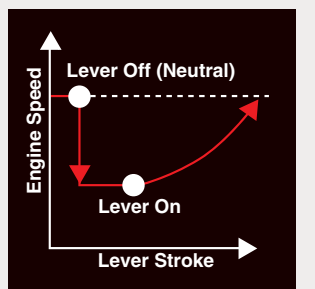 Lever Off (Neutral)
Engine Speed
Lever On
Lever Stroke